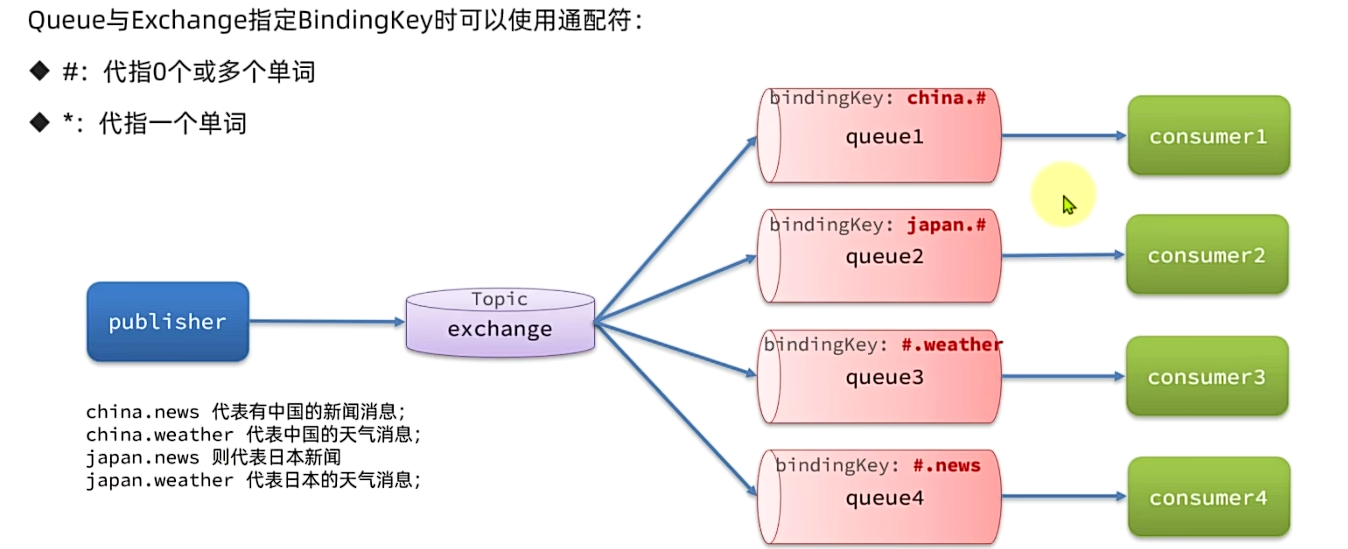 Queue与Exchange指定BindingKey时可以使用通配符：
◆ #：代指0个或多个单词
◆ *：代指一个单词
bindingKey: china.#
queue1
consumer1
bindingKey: japan.#
queue2
consumer2
publisher
Topic
exchange
bindingKey: #.weather
queue3
consumer3
china.news 代表有中国的新闻消息；
china.weather 代表中国的天气消息；
japan.news 则代表日本新闻
japan.weather 代表日本的天气消息；
bindingKey: #.news
queue4
consumer4